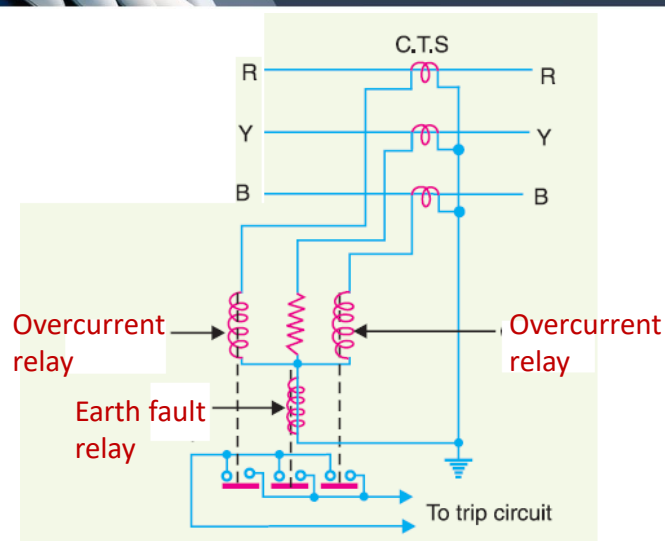 C.T.S
R R
Y Y
B B
Overcurrent
relay
Overcurrent
relay
Earth fault
relay
To trip circuit